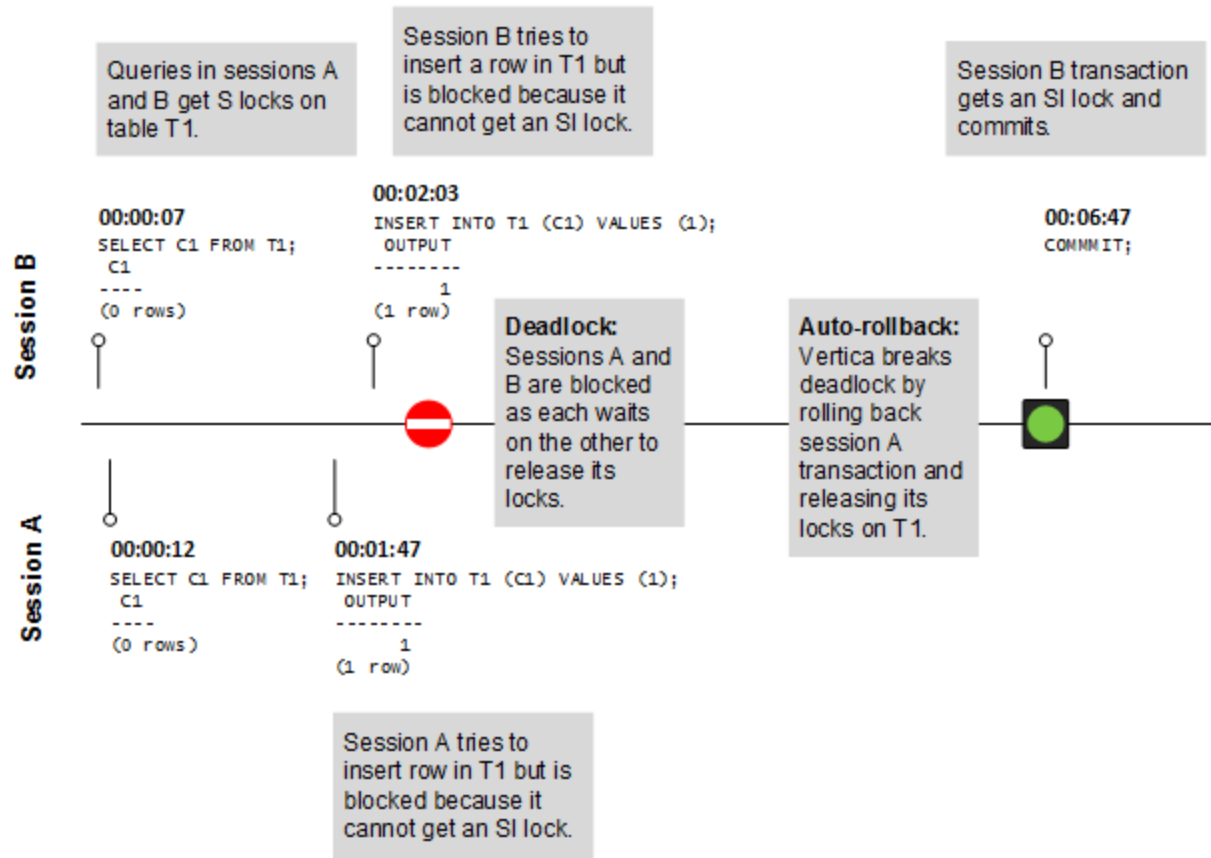 Queries in sessions A
and B get S locks on
table T1.
Session B tries to
insert a row in T1 but
is blocked because it
cannot get an SI lock.
Session B transaction
gets an SI lock and
commits.
Session B
00:00:07
SELECT C1 FROM T1;
C1
----
(0 rows)
00:02:03
INSERT INTO T1 (C1) VALUES (1);
OUTPUT
--------
1
(1 row)
00:06:47
COMMMIT;
Deadlock:
Sessions A and
B are blocked
as each waits
on the other to
release its
locks.
Auto-rollback:
Vertica breaks
deadlock by
rolling back
session A
transaction and
releasing its
locks on T1.
Session A
00:00:12
SELECT C1 FROM T1;
C1
----
(0 rows)
00:01:47
INSERT INTO T1 (C1) VALUES (1);
OUTPUT
--------
1
(1 row)
Session A tries to
insert row in T1 but is
blocked because it
cannot get an SI lock.